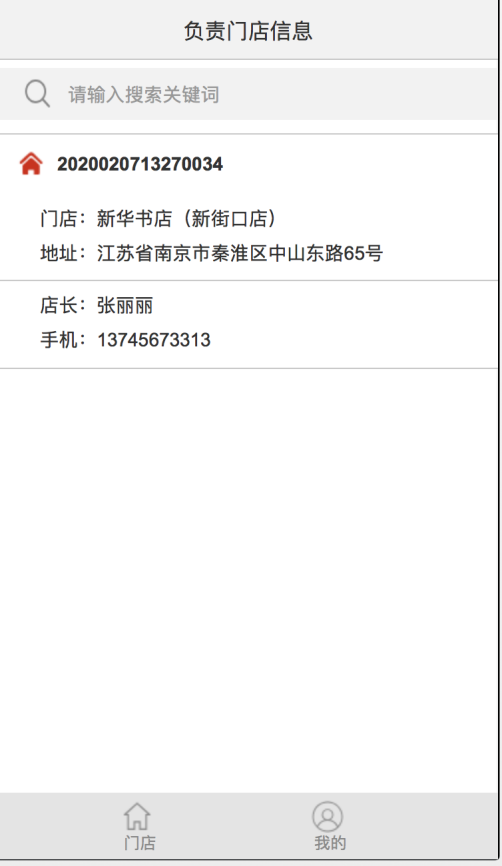 负责门店信息
请输入搜索关键词
2020020713270034
门店：新华书店（新街口店）
地址：江苏省南京市秦淮区中山东路65号
店长：张丽丽
手机：13745673313
门店
我的